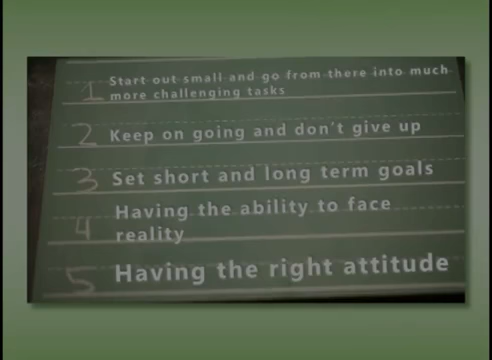 1 Start out small and go from there into much
more challenging tasks
2 Keep on going and don't give up
3 Set short and long term goals
4 Having the ability to face
reality
5 Having the right attitude